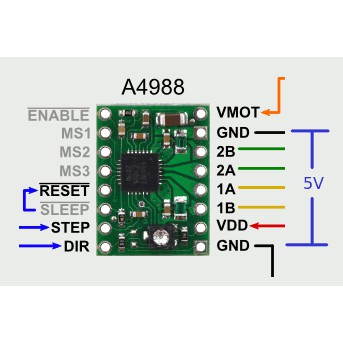 A4988
ENABLE
MS1
MS2
MS3
RESET
SLEEP
STEP
DIR
VMOT
GND
2B
2A
1A
1B
VDD
GND
5V